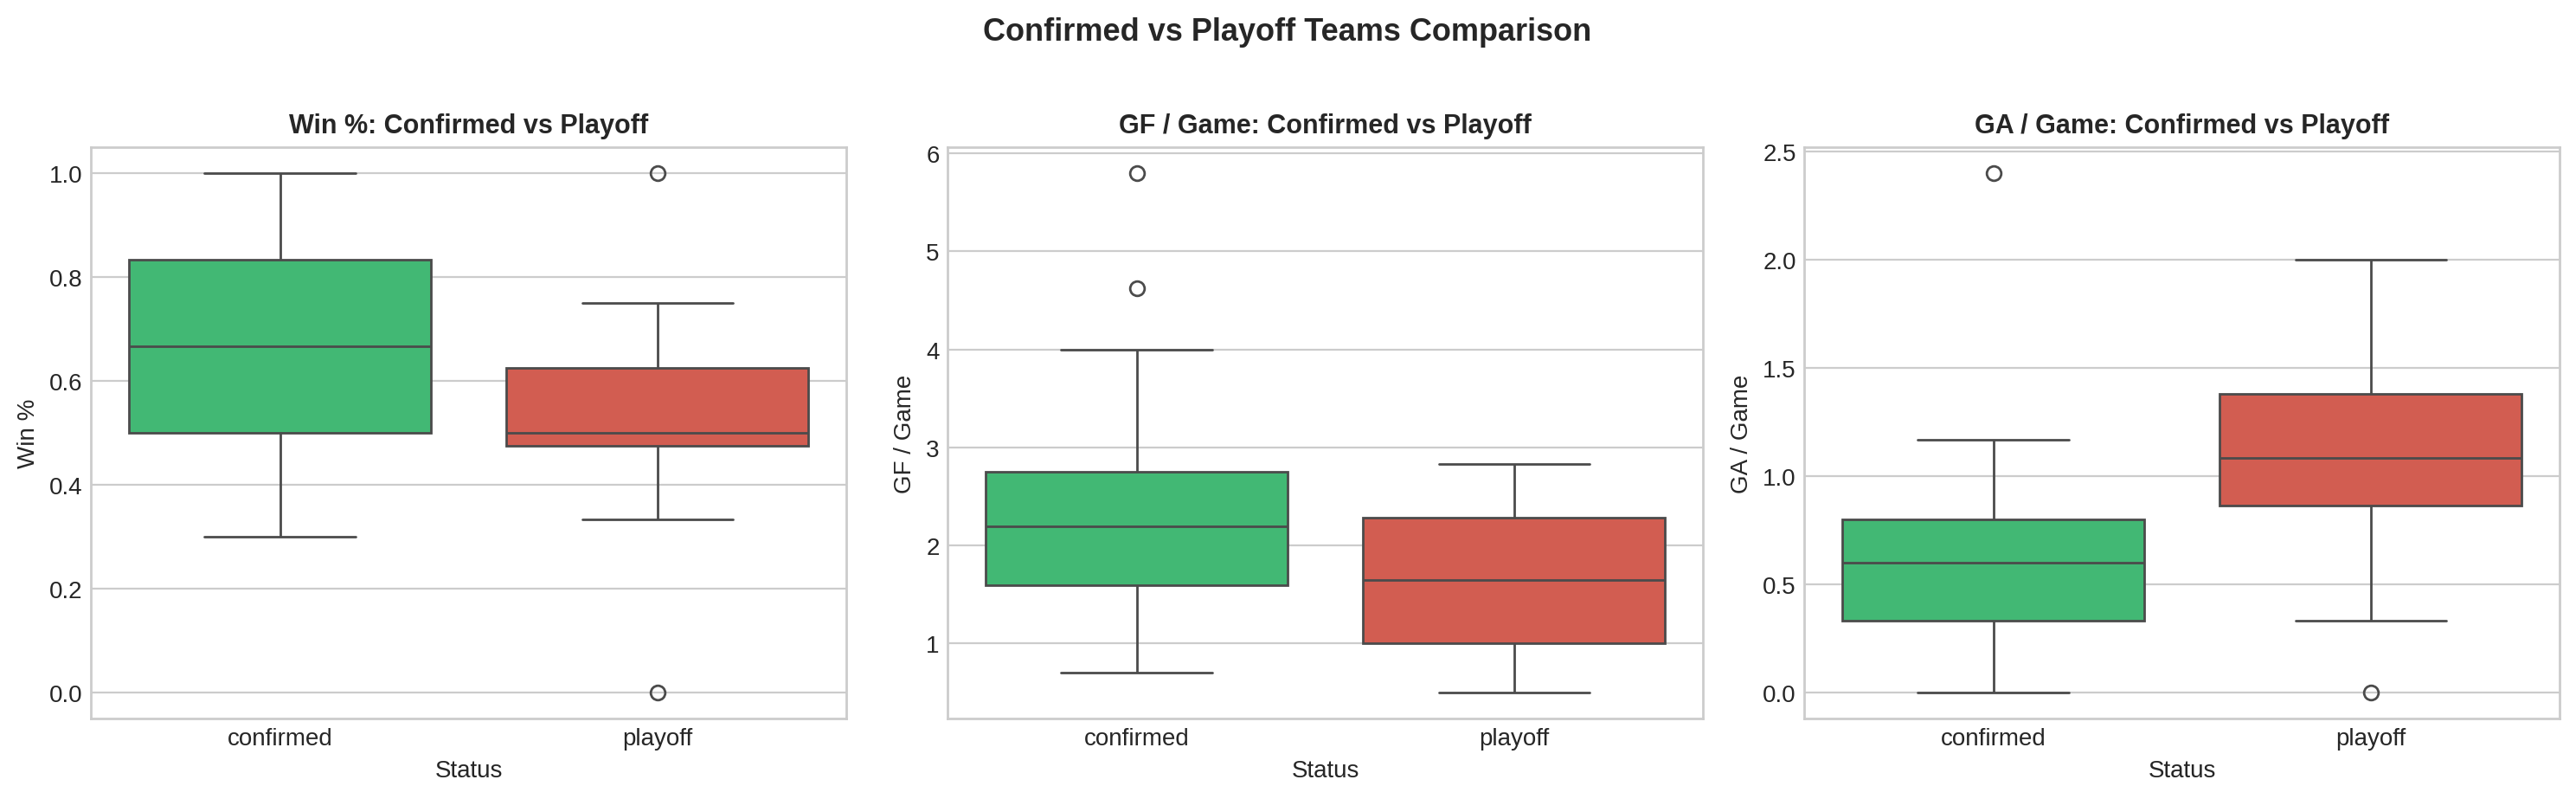 Confirmed vs Playoff Teams Comparison
Win %: Confirmed vs Playoff
1.0
0.8
0.6
0.4
0.2
0.0
Win %
confirmed
playoff
Status
GF / Game: Confirmed vs Playoff
6
5
4
3
2
1
GF / Game
confirmed
playoff
Status
GA / Game: Confirmed vs Playoff
2.5
2.0
1.5
1.0
0.5
0.0
GA / Game
confirmed
playoff
Status